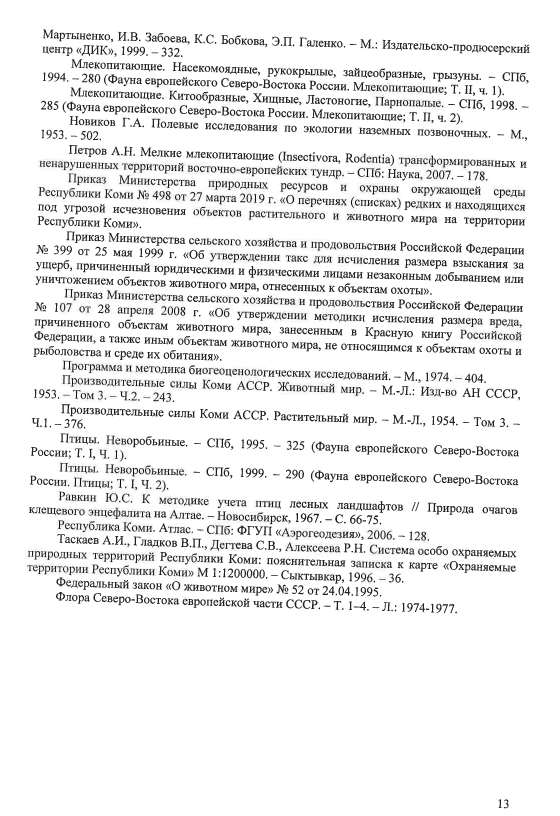 Мартыненко, И.В. Забоева, К.С. Бобкова, Э.П. Галенко. – М.: Издательско-продюсерский
центр «ДИК», 1999. – 332.
Млекопитающие. Насекомоядные, рукокрылые, зайцеобразные, грызуны. – СПб,
1994. – 280 (Фауна европейского Северо-Востока России. Млекопитающие; Т. II, ч. 1).
Млекопитающие. Китообразные, Хищные, Ластоногие, Парнопалые. – СПб, 1998. –
285 (Фауна европейского Северо-Востока России. Млекопитающие; Т. II, ч. 2).
Новиков Г.А. Полевые исследования по экологии наземных позвоночных. – М.,
1953. – 502.
Петров А.Н. Мелкие млекопитающие (Insectivora, Rodentia) трансформированных и
ненарушенных территорий восточно-европейских тундр. – СПб: Наука, 2007. – 178.
Приказ Министерства природных ресурсов и охраны окружающей среды
Республики Коми № 498 от 27 марта 2019 г. «О перечнях (списках) редких и находящихся
под угрозой исчезновения объектов растительного и животного мира на территории
Республики Коми».
Приказ Министерства сельского хозяйства и продовольствия Российской Федерации
№ 399 от 25 мая 1999 г. «Об утверждении такс для исчисления размера взыскания за
ущерб, причиненный юридическими и физическими лицами незаконным добыванием или
уничтожением объектов животного мира, отнесенных к объектам охоты».
Приказ Министерства сельского хозяйства и продовольствия Российской Федерации
№ 107 от 28 апреля 2008 г. «Об утверждении методики исчисления размера вреда,
причиненного объектам животного мира, занесенным в Красную книгу Российской
Федерации, а также иным объектам животного мира, не относящимся к объектам охоты и
рыболовства и среде их обитания».
Программа и методика биогеоценологических исследований. – М., 1974. – 404.
Производительные силы Коми АССР. Животный мир. – М.-Л.: Изд-во АН СССР,
1953. – Том 3. – Ч.2. – 243.
Производительные силы Коми АССР. Растительный мир. – М.-Л., 1954. – Том 3. –
Ч.1. – 376.
Птицы. Неворобьиные. – СПб, 1995. – 325 (Фауна европейского Северо-Востока
России; Т. I, Ч. 1).
Птицы. Неворобьиные. – СПб, 1999. – 290 (Фауна европейского Северо-Востока
России. Птицы; Т. I, Ч. 2).
Равкин Ю.С. К методике учета птиц лесных ландшафтов // Природа очагов
клещевого энцефалита на Алтае. – Новосибирск, 1967. – С. 66-75.
Республика Коми. Атлас. – СПб: ФГУП «Аэрогеодезия», 2006. – 128.
Таскаев А.И., Гладков В.П., Дегтева С.В., Алексеева Р.Н. Система особо охраняемых
природных территорий Республики Коми: пояснительная записка к карте «Охраняемые
территории Республики Коми» М 1:1200000. – Сыктывкар, 1996. – 36.
Федеральный закон «О животном мире» № 52 от 24.04.1995.
Флора Северо-Востока европейской части СССР. – Т. 1–4. – Л.: 1974-1977.
13